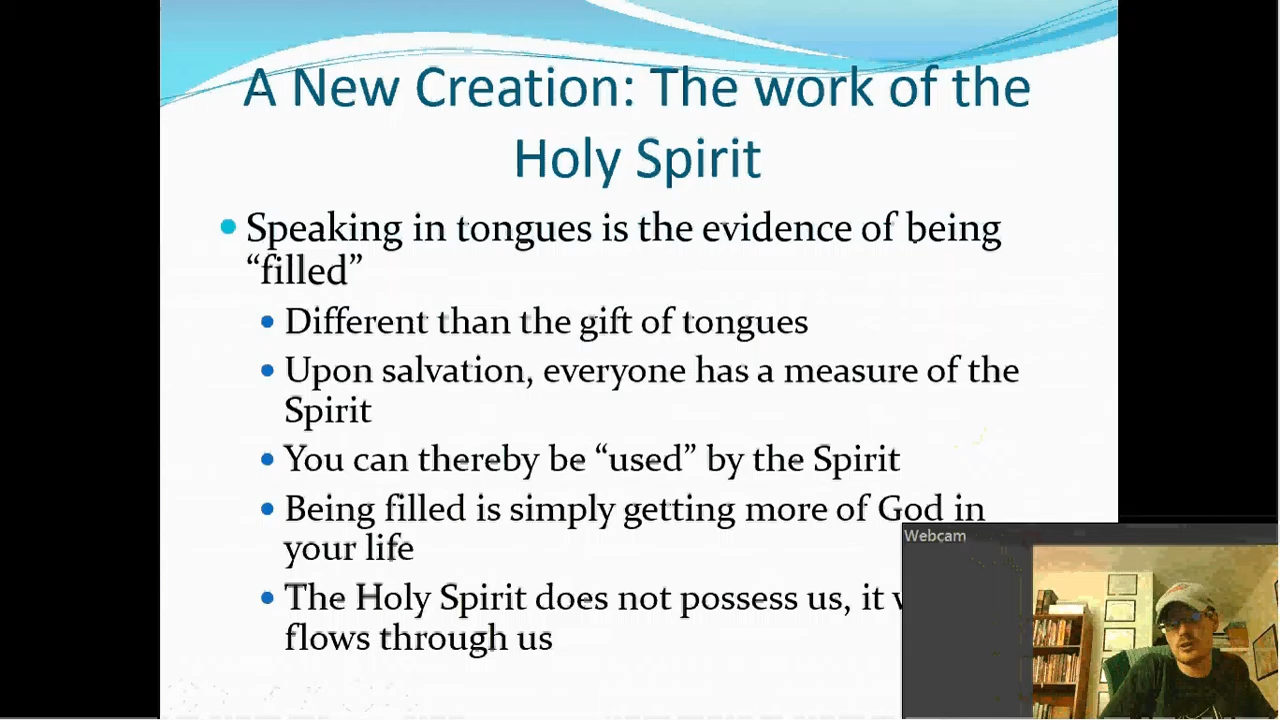 A New Creation: The work of the
Holy Spirit
Speaking in tongues is the evidence of being
“filled”
Different than the gift of tongues
Upon salvation, everyone has a measure of the
Spirit
You can thereby be “used” by the Spirit
Being filled is simply getting more of God in
your life
The Holy Spirit does not possess us, it
flows through us
Webcam